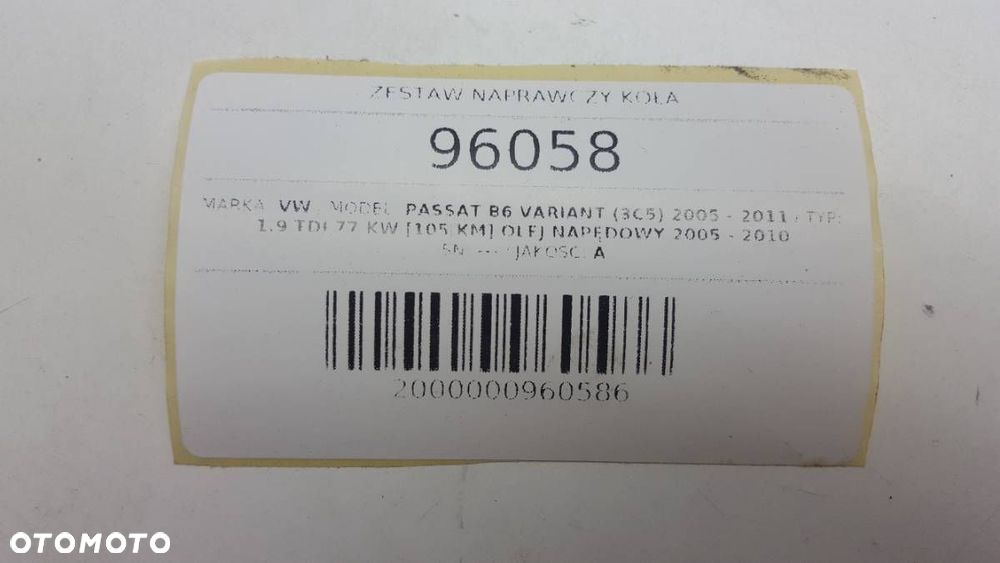 ZESTAW NAPRAWCZY KOŁA
96058
MARKA: VW / MODEL: PASSAT B6 VARIANT (3C5) 2005 - 2011 / TYP:
1.9 TDI 77 KW [105 KM] OLEJ NAPĘDOWY 2005 - 2010
SN: --- / JAKOŚĆ: A
2000000960586
OTOMOTO